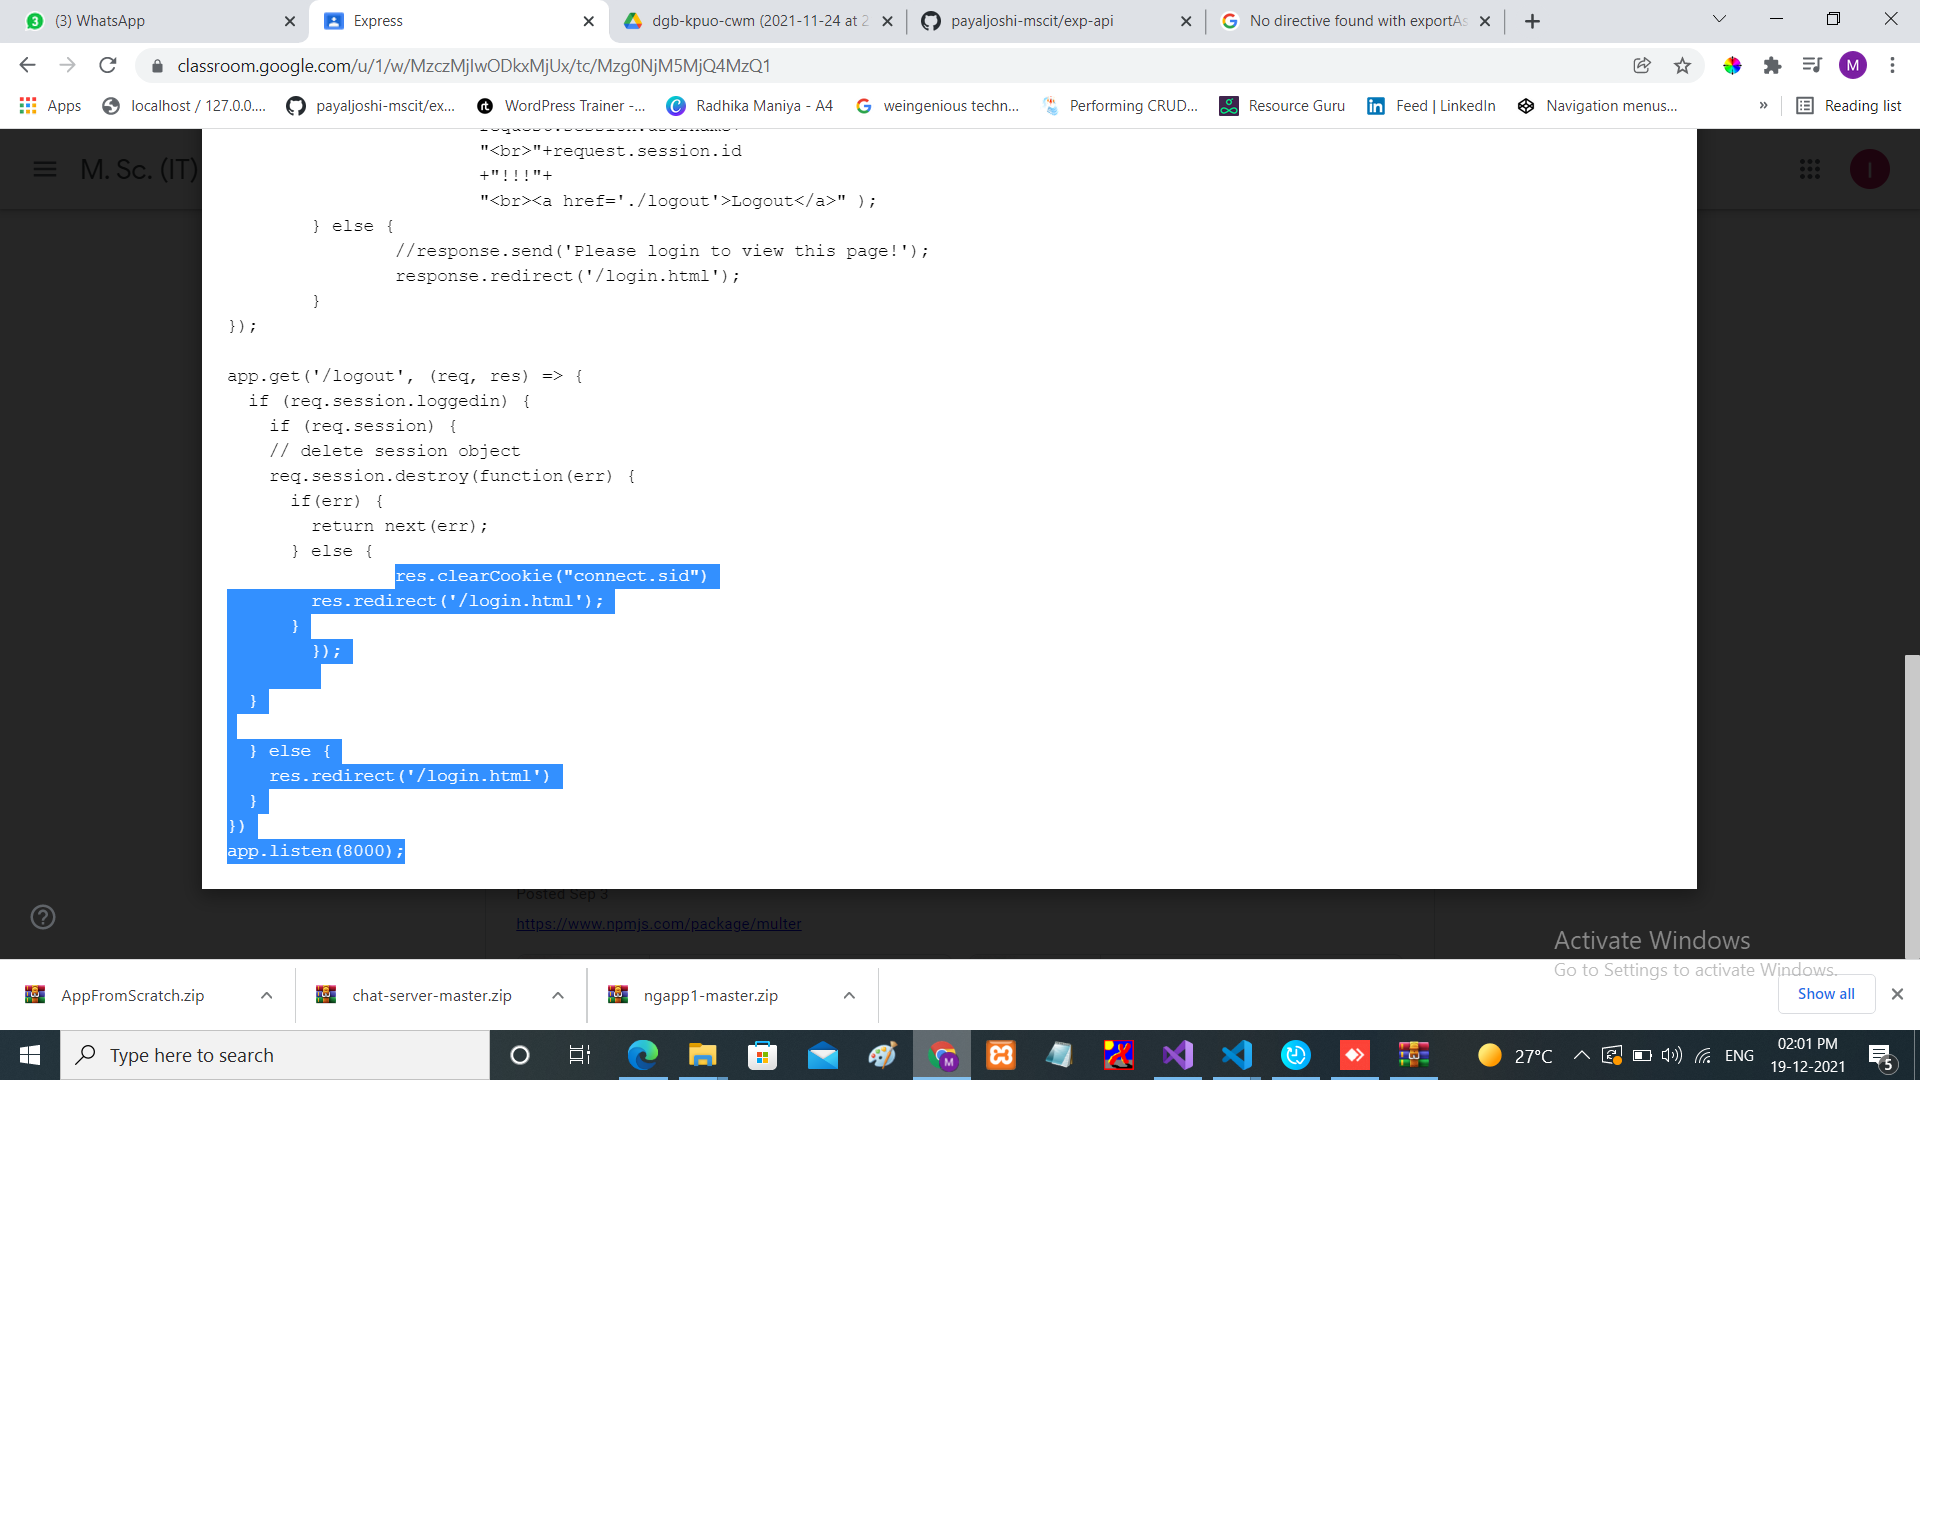 3 (3) WhatsApp
Express
dgb-kpuo-cwm (2021-11-24 at 2
payaljoshi-mscit/exp-api
No directive found with exportAs
classroom.google.com/u/1/w/MzczMjIwODkxMjUx/tc/Mzg0NjM5MjQ4MzQ1
M
Apps
localhost / 127.0.0....
payaljoshi-mscit/ex...
WordPress Trainer -...
Radhika Maniya - A4
weingenious techn...
Performing CRUD...
Resource Guru
Feed | LinkedIn
Navigation menus...
»
Reading list
M. Sc. (IT)
I
request.session.username+
"<br>"+request.session.id
+"!!!"+
"<br><a href='./logout'>Logout</a>" );
} else {
//response.send('Please login to view this page!');
response.redirect('/login.html');
}
});
app.get('/logout', (req, res) => {
if (req.session.loggedin) {
if (req.session) {
// delete session object
req.session.destroy(function(err) {
if(err) {
return next(err);
} else {
res.clearCookie("connect.sid")
res.redirect('/login.html');
}
});
}
} else {
res.redirect('/login.html')
}
})
app.listen(8000);
Posted Sep 3
https://www.npmjs.com/package/multer
Activate Windows
Go to Settings to activate Windows.
AppFromScratch.zip
chat-server-master.zip
ngapp1-master.zip
Show all
Type here to search
M
27°C
ENG
02:01 PM
19-12-2021
5